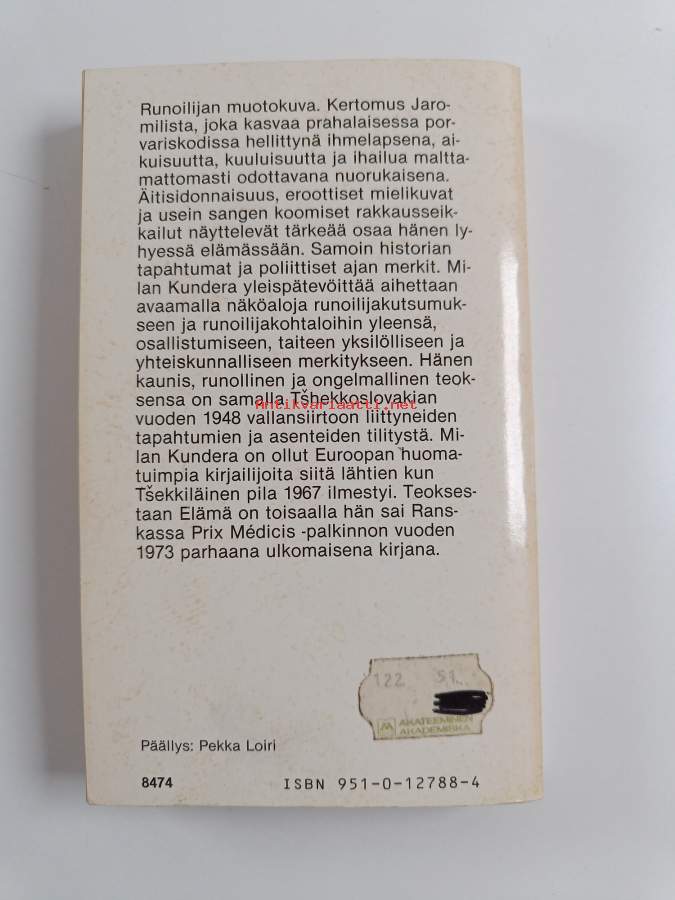 Runoilijan muotokuva. Kertomus Jaro-
milista, joka kasvaa prahalaisessa por-
variskodissa hellittynä ihmelapsena, ai-
kuisuutta, kuuluisuutta ja ihailua maltta-
mattomasti odottavana nuorukaisena.
Äitisidonnaisuus, eroottiset mielikuvat
ja usein sangen koomiset rakkausseik-
kailut näyttelevät tärkeää osaa hänen ly-
hyessä elämässään. Samoin historian
tapahtumat ja poliittiset ajan merkit. Mi-
lan Kundera yleispätevöittää aihettaan
avaamalla näköaloja runoilijakutsumuk-
seen ja runoilijakohtaloihin yleensä,
osallistumiseen, taiteen yksilölliseen ja
yhteiskunnalliseen merkitykseen. Hänen
kaunis, runollinen ja ongelmallinen teok-
sensa on samalla Tšhekkoslovakian
Antikvariaatti.net
vuoden 1948 vallansiirtoon liittyneiden
tapahtumien ja asenteiden tilitystä. Mi-
lan Kundera on ollut Euroopan huoma-
tuimpia kirjailijoita siitä lähtien kun
Tšekkiläinen pila 1967 ilmestyi. Teokses-
taan Elämä on toisaalla hän sai Rans-
kassa Prix Médicis -palkinnon vuoden
1973 parhaana ulkomaisena kirjana.
122 51.
AKATEEMINEN
AKADEMISKA
Päällys: Pekka Loiri
8474 ISBN 951-0-12788-4